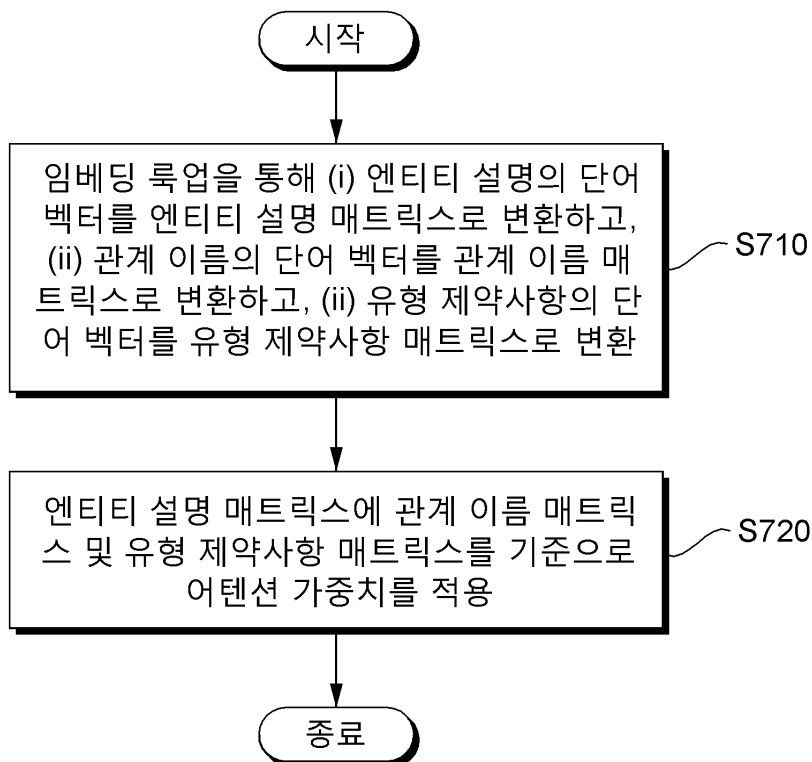 시작
임베딩 룩업을 통해 (i) 엔티티 설명의 단어
벡터를 엔티티 설명 매트릭스로 변환하고,
(ii) 관계 이름의 단어 벡터를 관계 이름 매
트릭스로 변환하고, (ii) 유형 제약사항의 단
어 벡터를 유형 제약사항 매트릭스로 변환
S710
엔티티 설명 매트릭스에 관계 이름 매트릭
스 및 유형 제약사항 매트릭스를 기준으로
어텐션 가중치를 적용
S720
종료